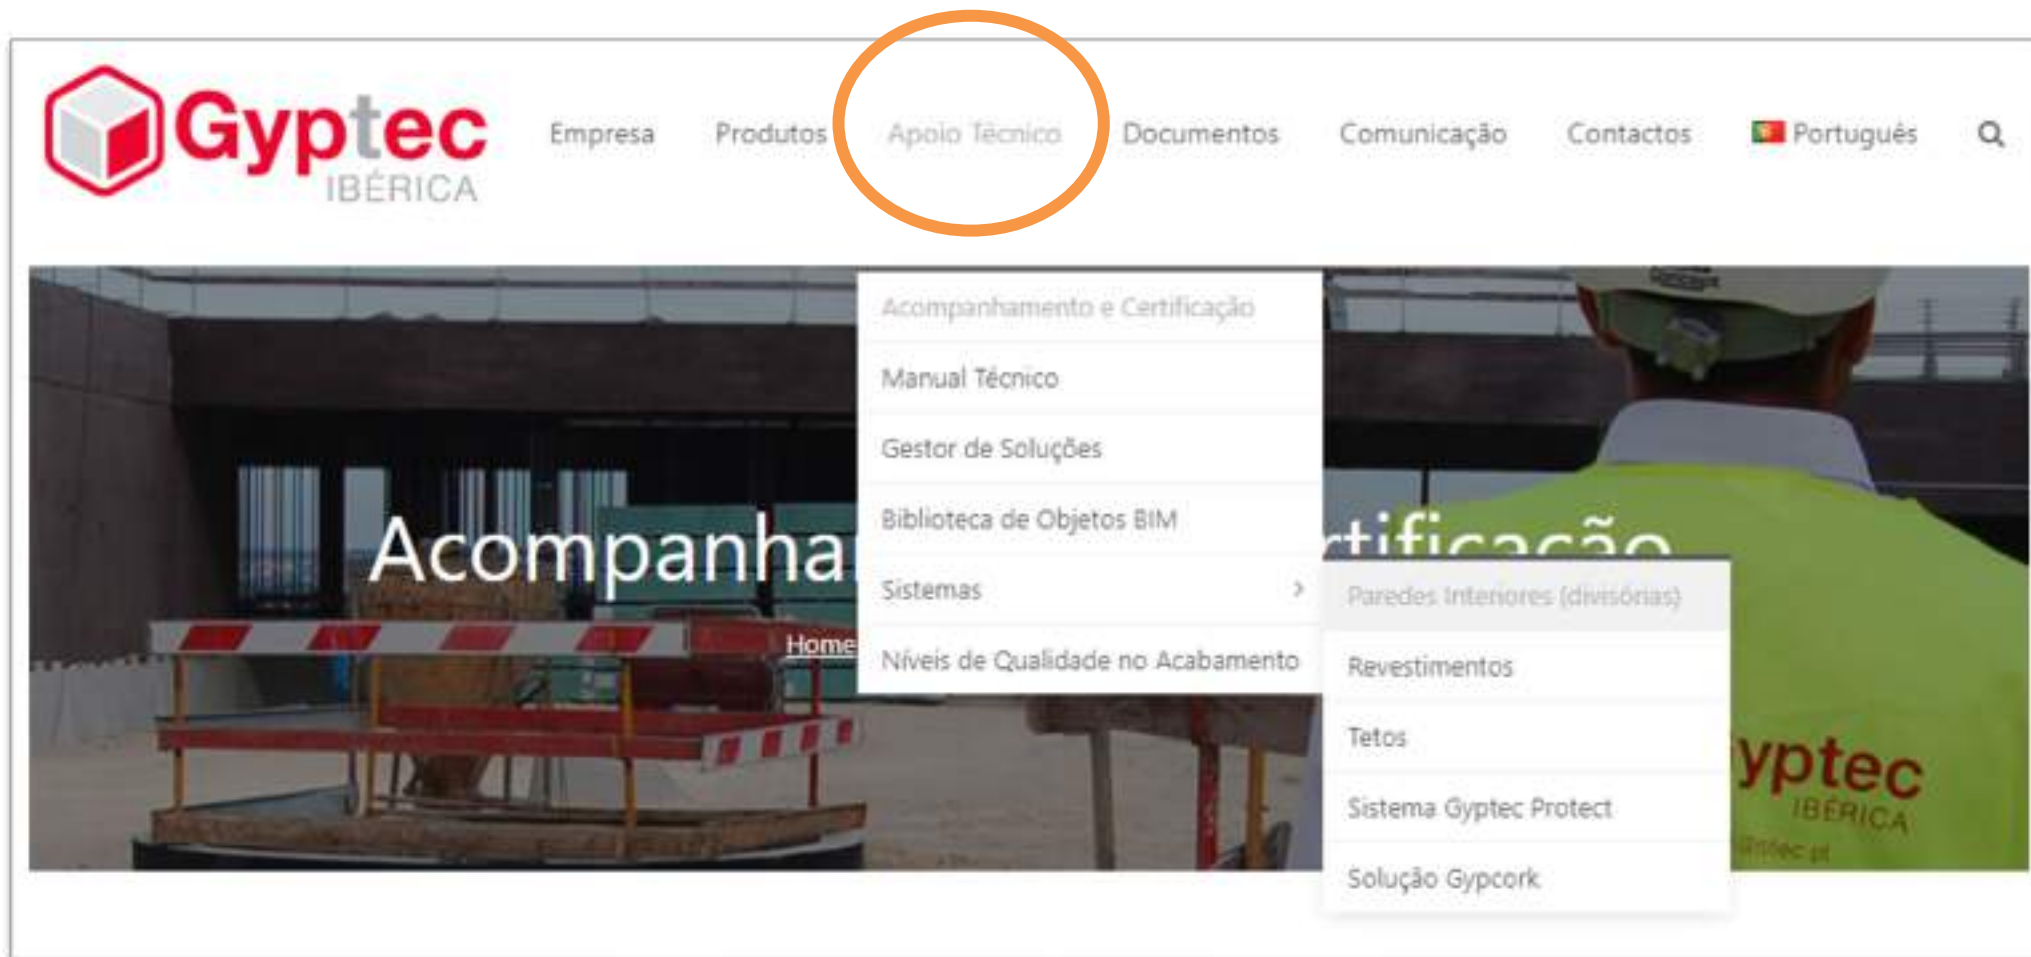 Gyptec
IBÉRICA
Empresa
Produtos
Apoio Técnico
Documentos
Comunicação
Contactos
Português
Acompanhamento e Certificação
Manual Técnico
Gestor de Soluções
Biblioteca de Objetos BIM
Sistemas
Níveis de Qualidade no Acabamento
Paredes Interiores (divisórias)
Revestimentos
Tetos
Sistema Gyptec Protect
Solução Gypcork
Acompanha
rtificação
Home
yptec
IBÉRICA